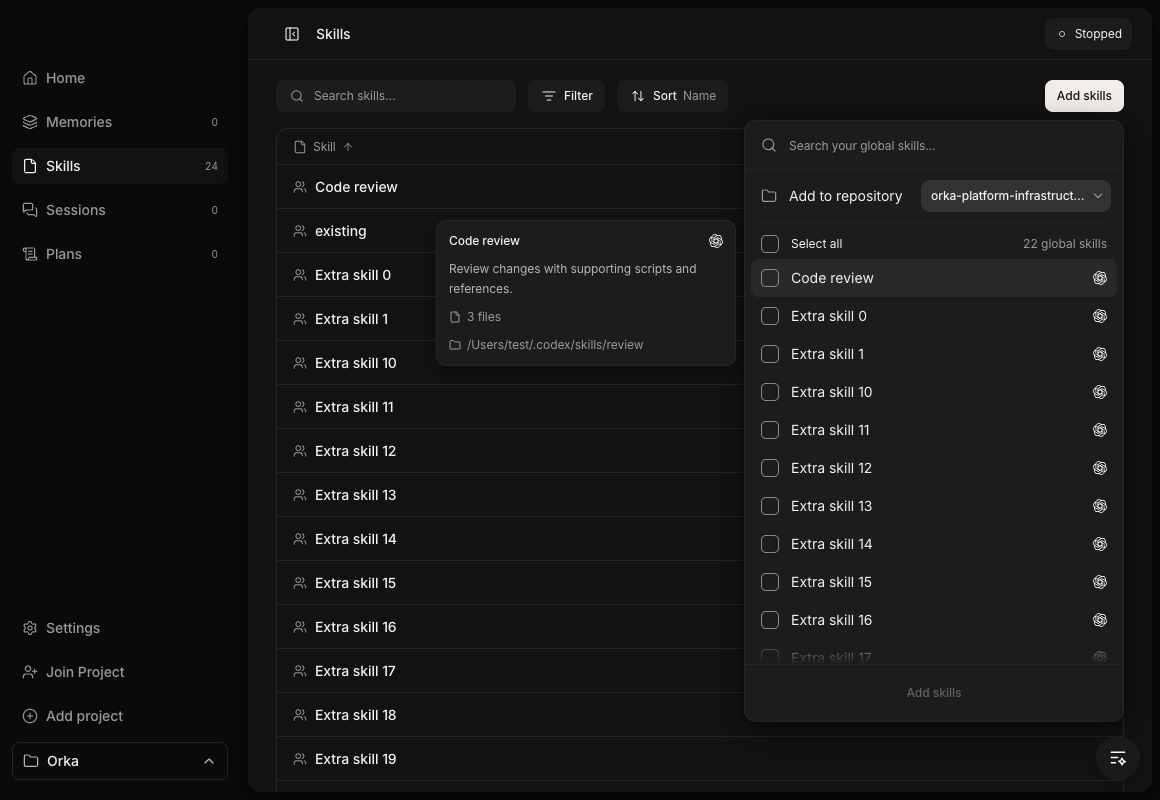 Skills
Stopped
Home
Memories 0
Skills 24
Sessions 0
Plans 0
Settings
Join Project
Add project
Orka
Search skills...
Filter
Sort Name
Add skills
Skill
Code review
existing
Extra skill 0
Extra skill 1
Extra skill 10
Extra skill 11
Extra skill 12
Extra skill 13
Extra skill 14
Extra skill 15
Extra skill 16
Extra skill 17
Extra skill 18
Extra skill 19
Code review
Review changes with supporting scripts and
references.
3 files
/Users/test/.codex/skills/review
Search your global skills...
Add to repository orka-platform-infrastruct...
Select all 22 global skills
Code review
Extra skill 0
Extra skill 1
Extra skill 10
Extra skill 11
Extra skill 12
Extra skill 13
Extra skill 14
Extra skill 15
Extra skill 16
Extra skill 17
Add skills